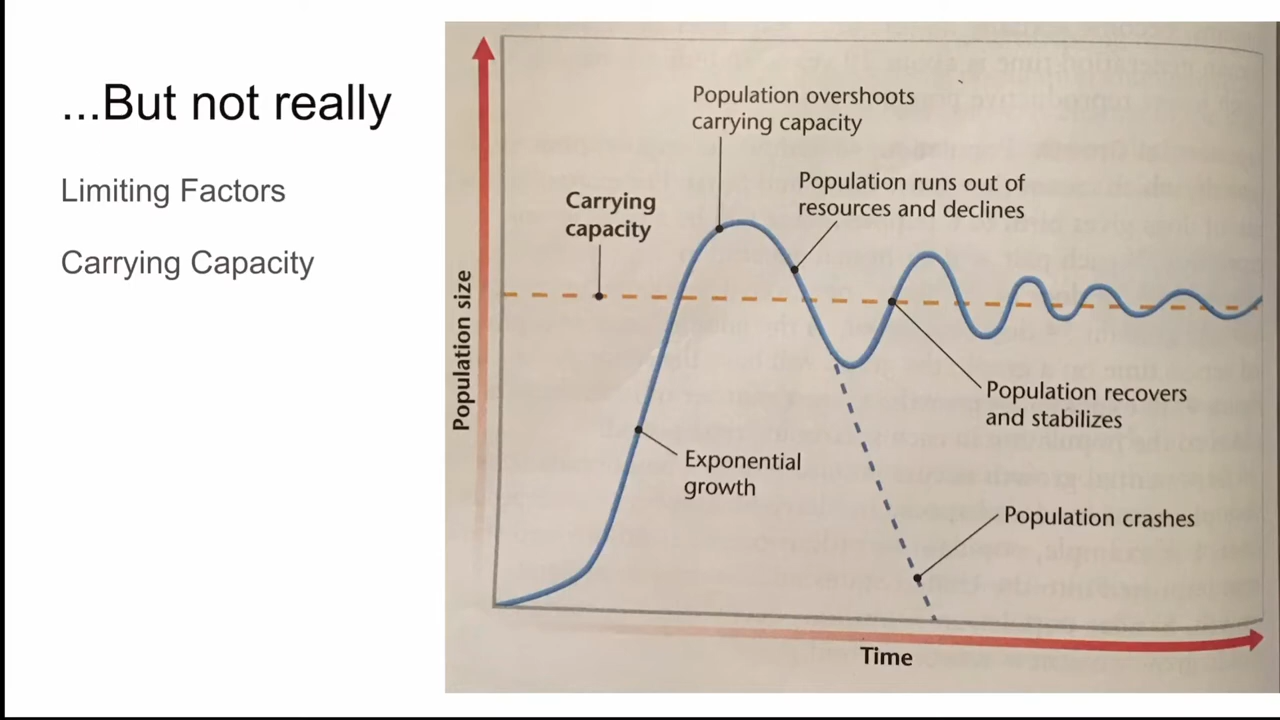 ...But not really
Limiting Factors
Carrying Capacity
Population overshoots
carrying capacity
Population runs out of
resources and declines
Carrying
capacity
Population size
Population recovers
and stabilizes
Exponential
growth
Population crashes
Time